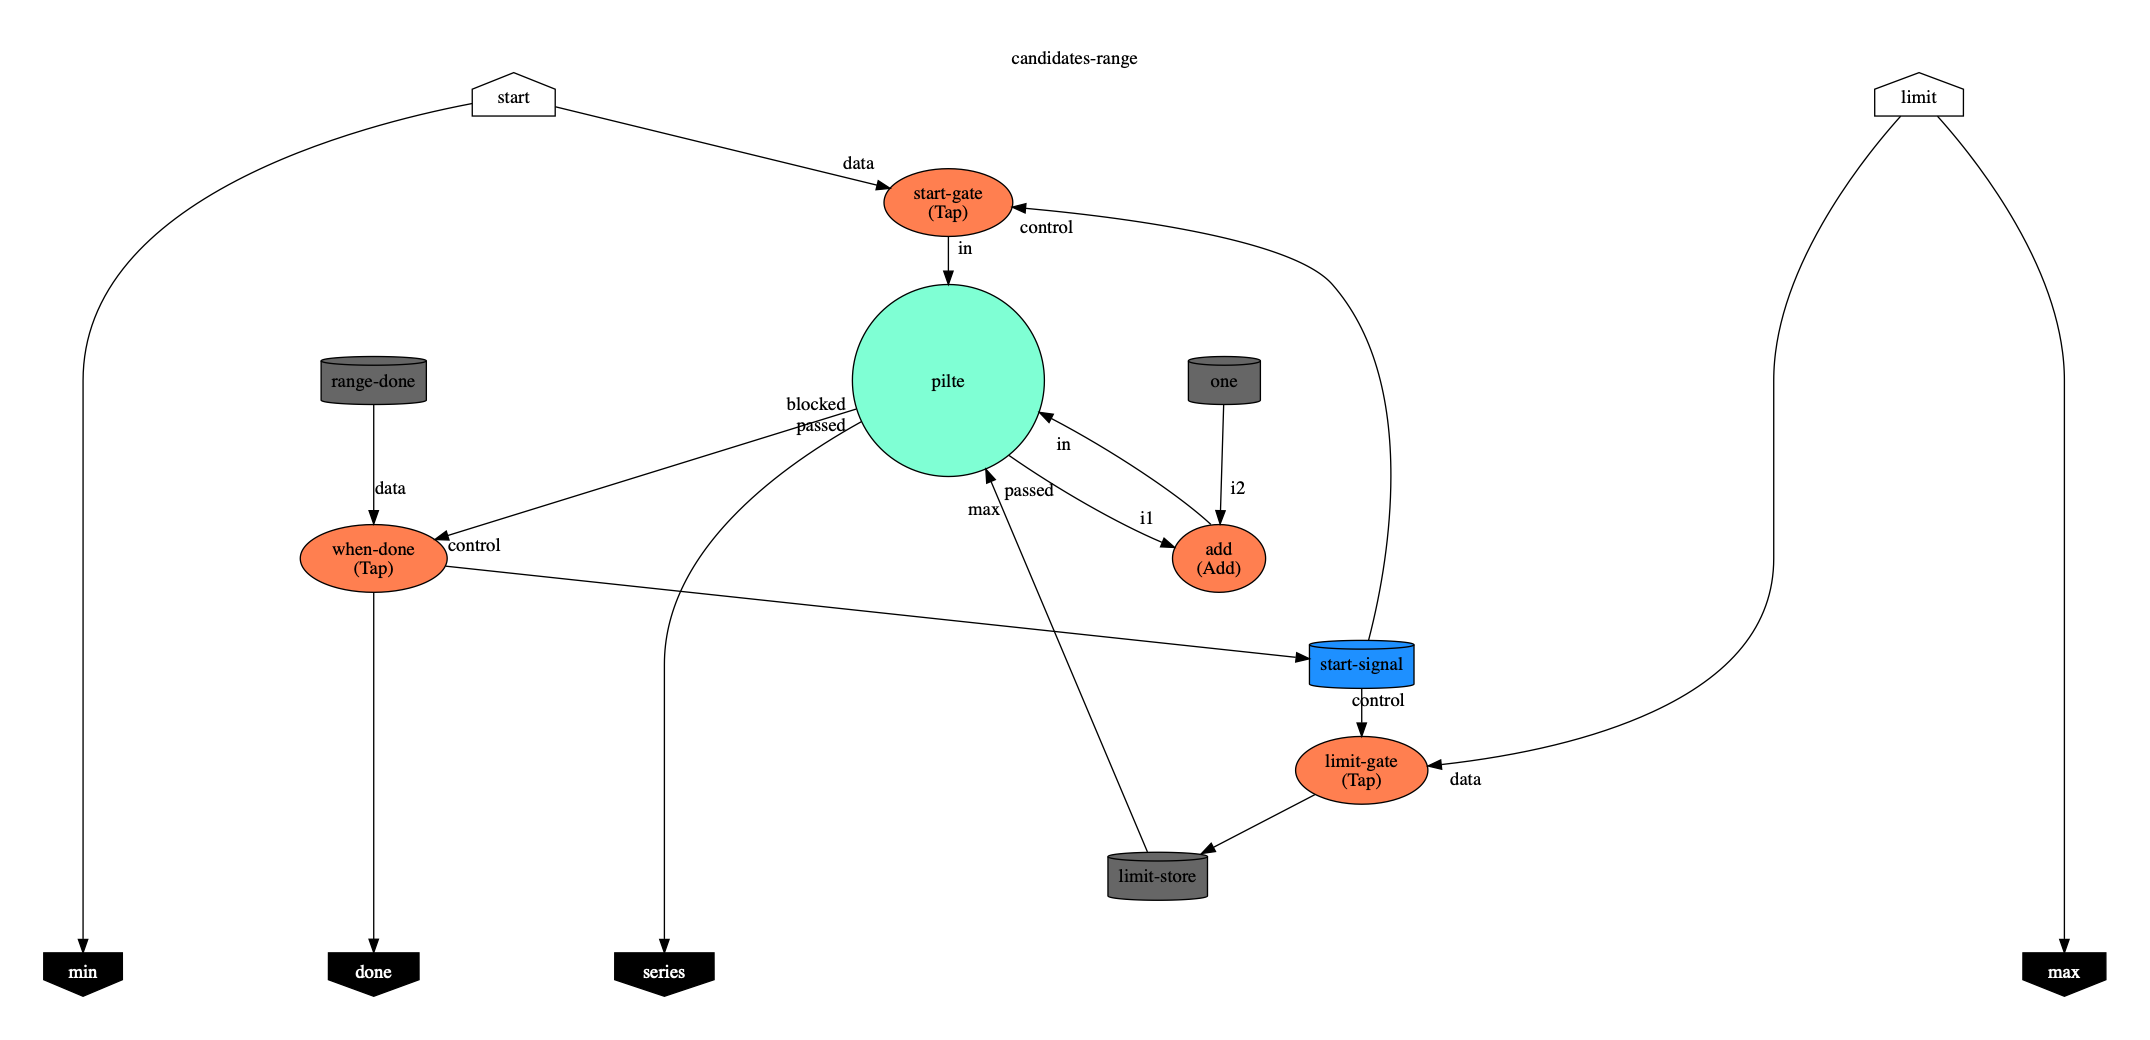 candidates-range
start
limit
data
start-gate
(Tap)
control
in
range-done
pilte
one
blocked
passed
in
data
passed
i2
max
i1
when-done
(Tap)
control
add
(Add)
start-signal
control
limit-gate
(Tap)
data
limit-store
min
done
series
max